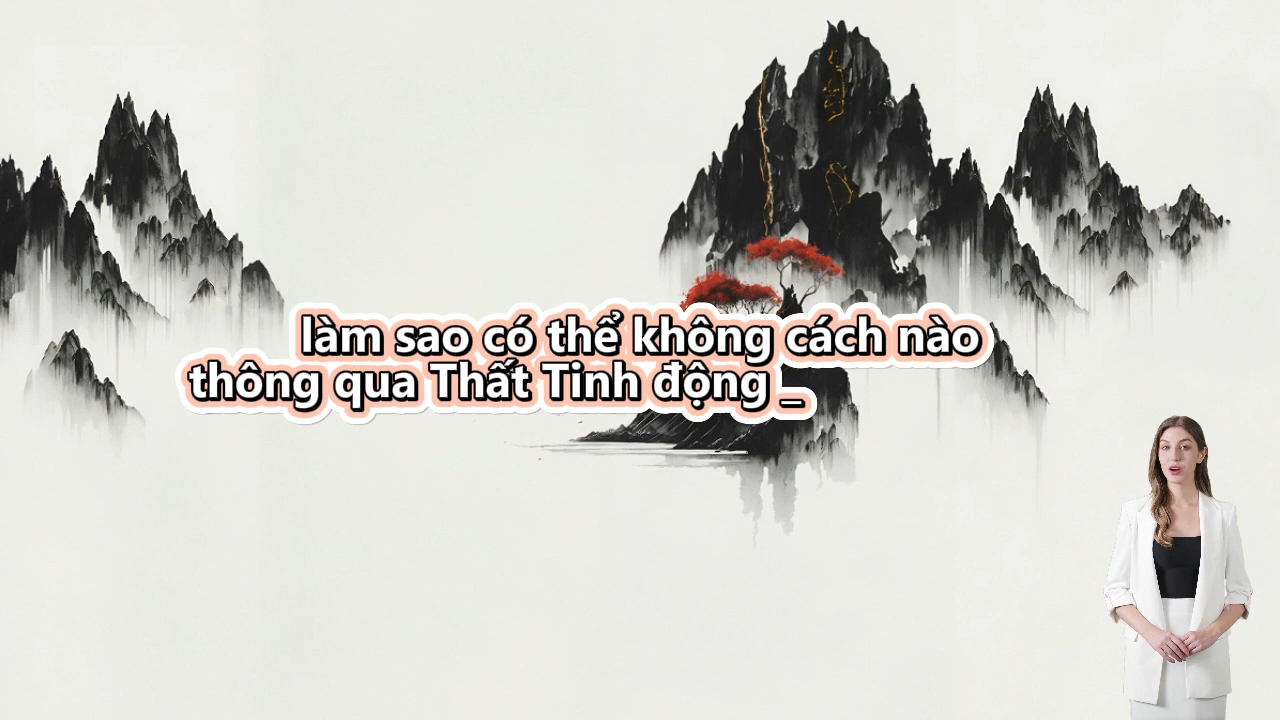 làm sao có thể không cách nào
thông qua Thất Tinh động _